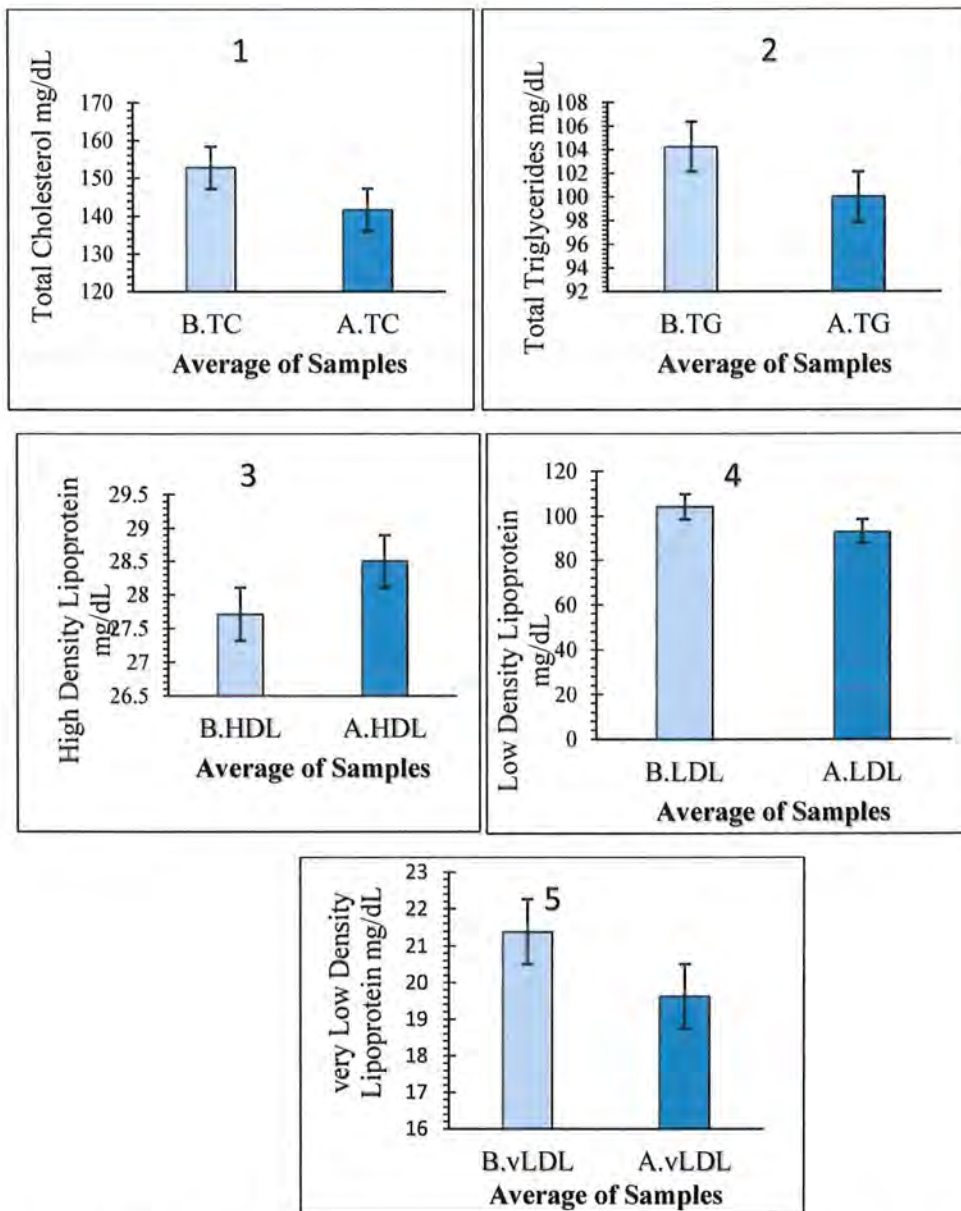 1
Total Cholesterol mg/dL
170
160
150
140
130
120
B.TC A.TC
Average of Samples
2
Total Triglycerides mg/dL
108
106
104
102
100
98
96
94
92
B.TG A.TG
Average of Samples
3
High Density Lipoprotein
mg/dL
29.5
29
28.5
28
27.5
27
26.5
B.HDL A.HDL
Average of Samples
4
Low Density Lipoprotein
mg/dL
120
100
80
60
40
20
0
B.LDL A.LDL
Average of Samples
5
very Low Density
Lipoprotein mg/dL
23
22
21
20
19
18
17
16
B.vLDL A.vLDL
Average of Samples